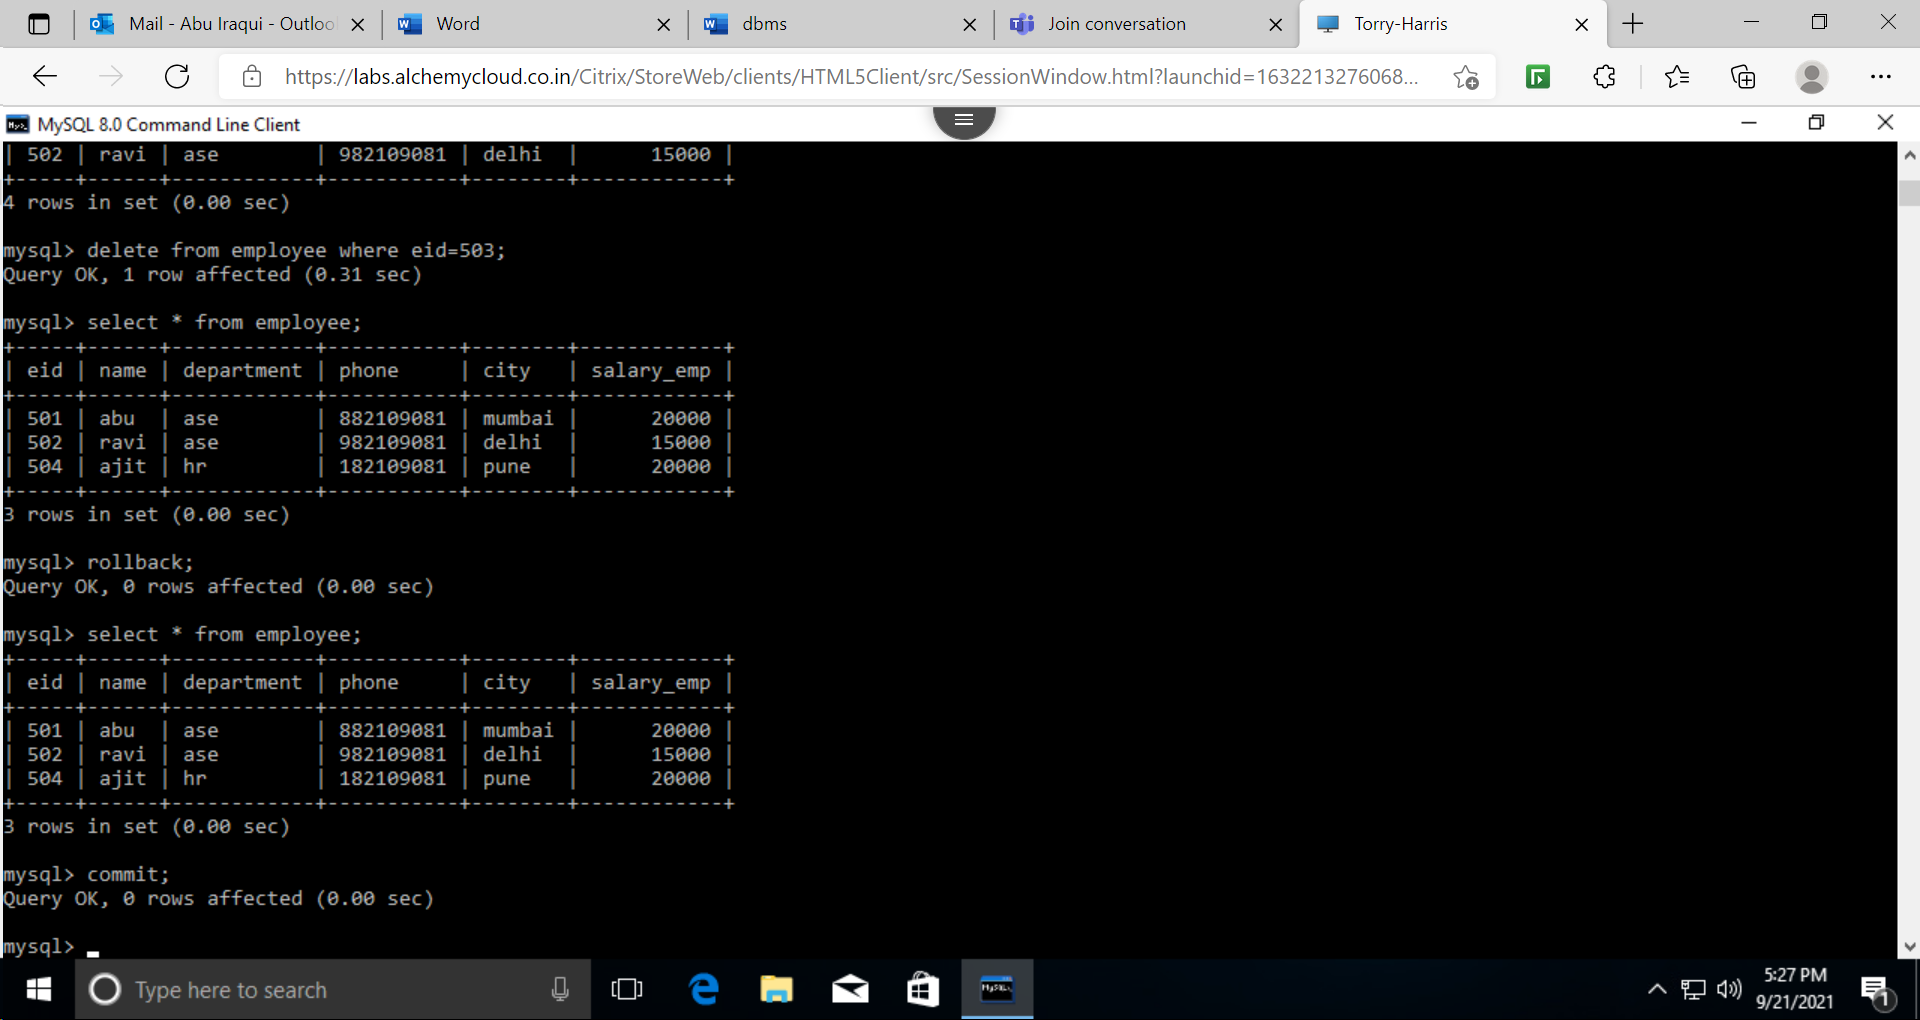 Mail - Abu Iraqui - Outloo
Word
dbms
Join conversation
Torry-Harris
https://labs.alchemycloud.co.in/Citrix/StoreWeb/clients/HTML5Client/src/SessionWindow.html?launchid=1632213276068...
MySQL 8.0 Command Line Client
| 502 | ravi | ase        | 982109081 | delhi  |      15000 |
+-----+------+------------+-----------+--------+------------+
4 rows in set (0.00 sec)
mysql> delete from employee where eid=503;
Query OK, 1 row affected (0.31 sec)
mysql> select * from employee;
+-----+------+------------+-----------+--------+------------+
| eid | name | department | phone     | city   | salary_emp |
+-----+------+------------+-----------+--------+------------+
| 501 | abu  | ase        | 882109081 | mumbai |      20000 |
| 502 | ravi | ase        | 982109081 | delhi  |      15000 |
| 504 | ajit | hr         | 182109081 | pune   |      20000 |
+-----+------+------------+-----------+--------+------------+
3 rows in set (0.00 sec)
mysql> rollback;
Query OK, 0 rows affected (0.00 sec)
mysql> select * from employee;
+-----+------+------------+-----------+--------+------------+
| eid | name | department | phone     | city   | salary_emp |
+-----+------+------------+-----------+--------+------------+
| 501 | abu  | ase        | 882109081 | mumbai |      20000 |
| 502 | ravi | ase        | 982109081 | delhi  |      15000 |
| 504 | ajit | hr         | 182109081 | pune   |      20000 |
+-----+------+------------+-----------+--------+------------+
3 rows in set (0.00 sec)
mysql> commit;
Query OK, 0 rows affected (0.00 sec)
mysql> _
Type here to search
5:27 PM
9/21/2021
1